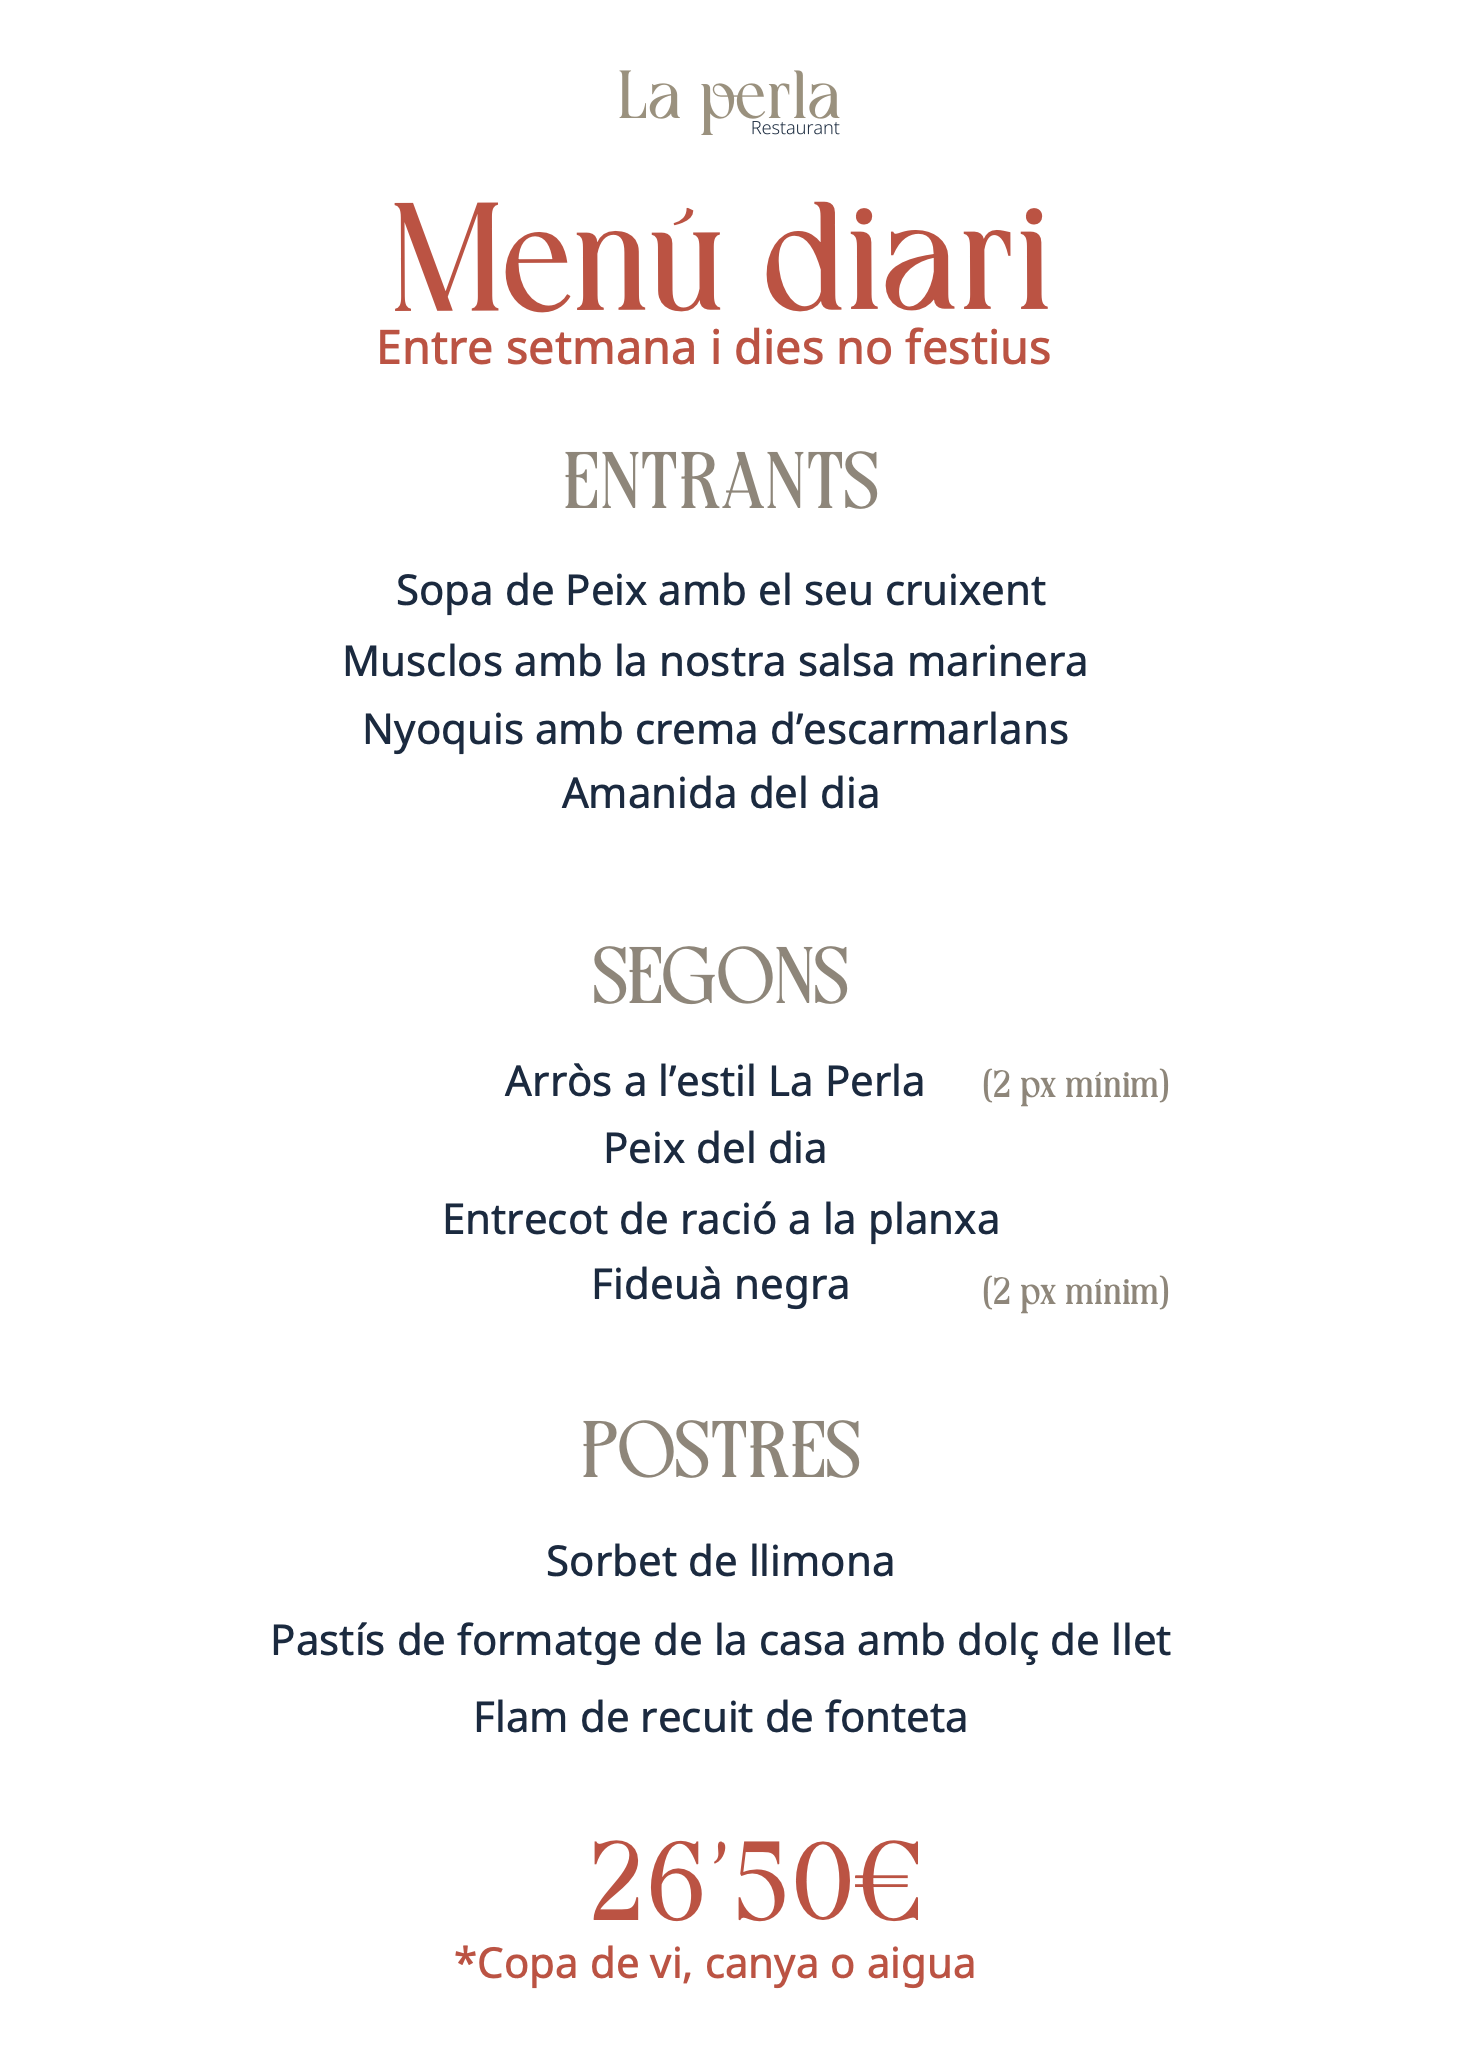 La perla
Restaurant
Menú diari
Entre setmana i dies no festius
ENTRANTS
Sopa de Peix amb el seu cruixent
Musclos amb la nostra salsa marinera
Nyoquis amb crema d’escarmarlans
Amanida del dia
SEGONS
Arròs a l’estil La Perla (2 px mínim)
Peix del dia
Entrecot de ració a la planxa
Fideuà negra (2 px mínim)
POSTRES
Sorbet de llimona
Pastís de formatge de la casa amb dolç de llet
Flam de recuit de fonteta
26’50€
*Copa de vi, canya o aigua